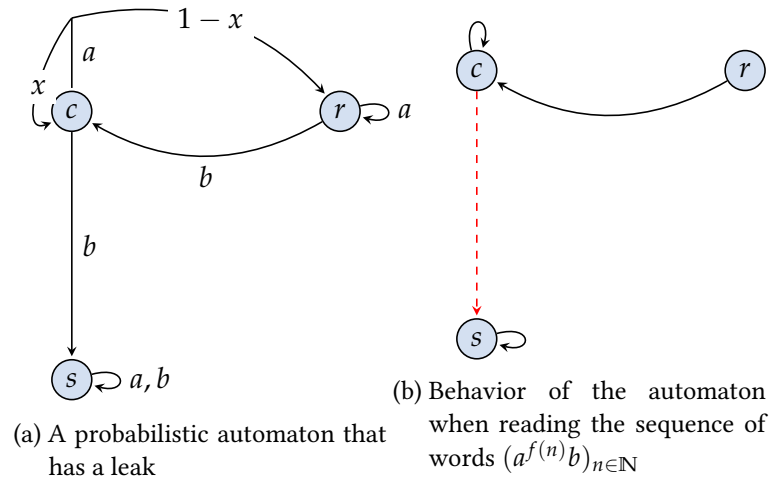 1 − x
a
x
c
r
a
b
b
s
a, b
(a) A probabilistic automaton that
has a leak
c
r
s
(b) Behavior of the automaton
when reading the sequence of
words (a^{f(n)}b)_{n∈ℕ}